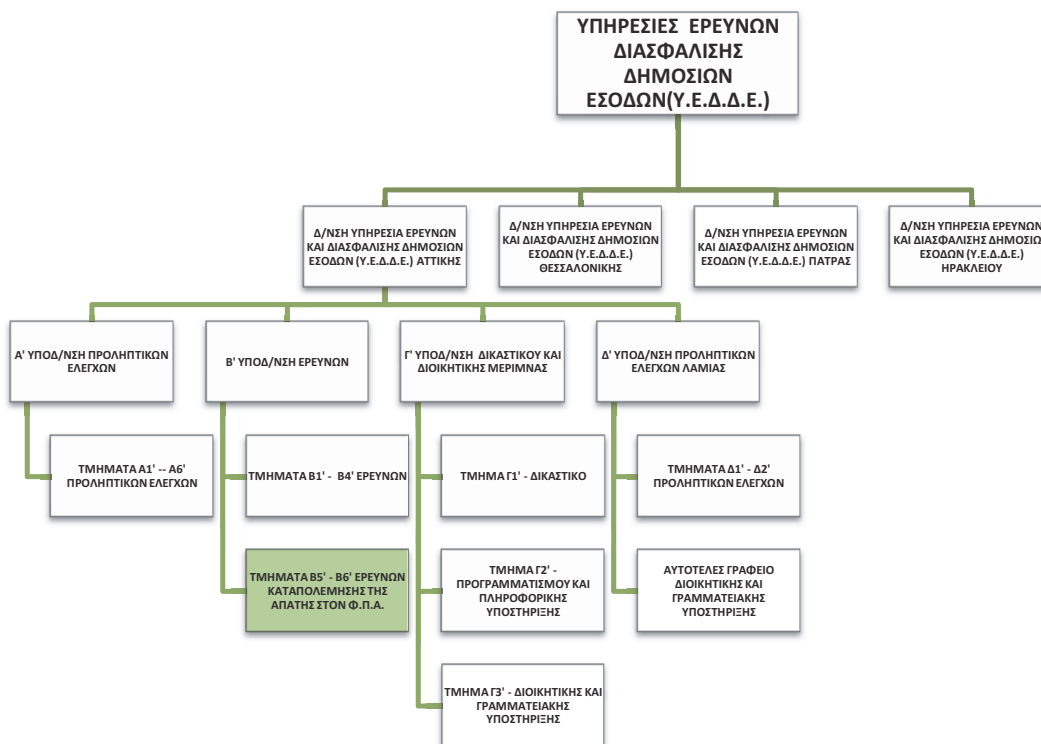 ΥΠΗΡΕΣΙΕΣ ΕΡΕΥΝΩΝ
ΔΙΑΣΦΑΛΙΣΗΣ
ΔΗΜΟΣΙΩΝ
ΕΣΟΔΩΝ(Υ.Ε.Δ.Δ.Ε.)
Δ/ΝΣΗ ΥΠΗΡΕΣΙΑ ΕΡΕΥΝΩΝ
ΚΑΙ ΔΙΑΣΦΑΛΙΣΗΣ ΔΗΜΟΣΙΩΝ
ΕΣΟΔΩΝ (Υ.Ε.Δ.Δ.Ε.) ΑΤΤΙΚΗΣ
Δ/ΝΣΗ ΥΠΗΡΕΣΙΑ ΕΡΕΥΝΩΝ
ΚΑΙ ΔΙΑΣΦΑΛΙΣΗΣ ΔΗΜΟΣΙΩΝ
ΕΣΟΔΩΝ (Υ.Ε.Δ.Δ.Ε.)
ΘΕΣΣΑΛΟΝΙΚΗΣ
Δ/ΝΣΗ ΥΠΗΡΕΣΙΑ ΕΡΕΥΝΩΝ
ΚΑΙ ΔΙΑΣΦΑΛΙΣΗΣ ΔΗΜΟΣΙΩΝ
ΕΣΟΔΩΝ (Υ.Ε.Δ.Δ.Ε.) ΠΑΤΡΑΣ
Δ/ΝΣΗ ΥΠΗΡΕΣΙΑ ΕΡΕΥΝΩΝ
ΚΑΙ ΔΙΑΣΦΑΛΙΣΗΣ ΔΗΜΟΣΙΩΝ
ΕΣΟΔΩΝ (Υ.Ε.Δ.Δ.Ε.)
ΗΡΑΚΛΕΙΟΥ
Α' ΥΠΟΔ/ΝΣΗ ΠΡΟΛΗΠΤΙΚΩΝ
ΕΛΕΓΧΩΝ
Β' ΥΠΟΔ/ΝΣΗ ΕΡΕΥΝΩΝ
Γ' ΥΠΟΔ/ΝΣΗ ΔΙΚΑΣΤΙΚΟΥ ΚΑΙ
ΔΙΟΙΚΗΤΙΚΗΣ ΜΕΡΙΜΝΑΣ
Δ' ΥΠΟΔ/ΝΣΗ ΠΡΟΛΗΠΤΙΚΩΝ
ΕΛΕΓΧΩΝ ΛΑΜΙΑΣ
ΤΜΗΜΑΤΑ Α1' -- Α6'
ΠΡΟΛΗΠΤΙΚΩΝ ΕΛΕΓΧΩΝ
ΤΜΗΜΑΤΑ Β1' - Β4' ΕΡΕΥΝΩΝ
ΤΜΗΜΑ Γ1' - ΔΙΚΑΣΤΙΚΟ
ΤΜΗΜΑΤΑ Δ1' - Δ2'
ΠΡΟΛΗΠΤΙΚΩΝ ΕΛΕΓΧΩΝ
ΤΜΗΜΑΤΑ Β5' - Β6' ΕΡΕΥΝΩΝ
ΚΑΤΑΠΟΛΕΜΗΣΗΣ ΤΗΣ
ΑΠΑΤΗΣ ΣΤΟΝ Φ.Π.Α.
ΤΜΗΜΑ Γ2' -
ΠΡΟΓΡΑΜΜΑΤΙΣΜΟΥ ΚΑΙ
ΠΛΗΡΟΦΟΡΙΚΗΣ
ΥΠΟΣΤΗΡΙΞΗΣ
ΑΥΤΟΤΕΛΕΣ ΓΡΑΦΕΙΟ
ΔΙΟΙΚΗΤΙΚΗΣ ΚΑΙ
ΓΡΑΜΜΑΤΕΙΑΚΗΣ
ΥΠΟΣΤΗΡΙΞΗΣ
ΤΜΗΜΑ Γ3' - ΔΙΟΙΚΗΤΙΚΗΣ ΚΑΙ
ΓΡΑΜΜΑΤΕΙΑΚΗΣ
ΥΠΟΣΤΗΡΙΞΗΣ